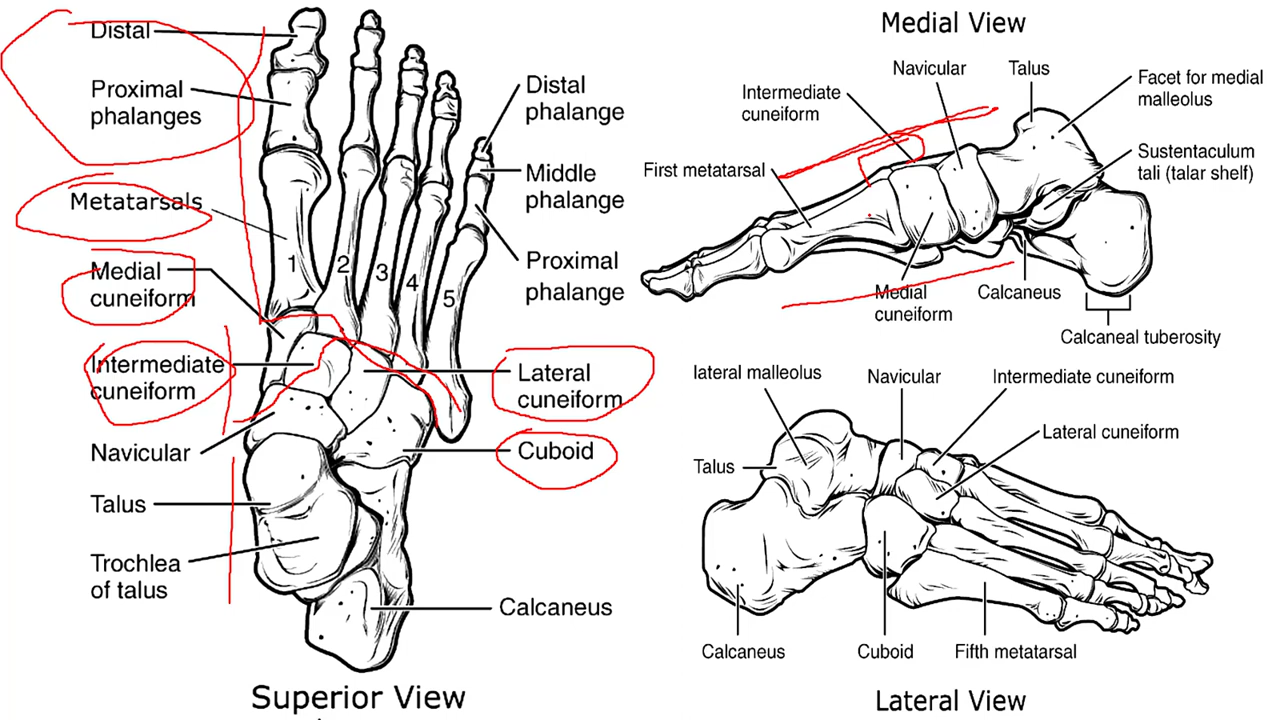 Distal
Proximal
phalanges
Metatarsals
Medial
cuneiform
Intermediate
cuneiform
Navicular
Talus
Trochlea
of talus
1
2
3
4
5
Distal
phalange
Middle
phalange
Proximal
phalange
Lateral
cuneiform
Cuboid
Calcaneus
Superior View
Medial View
Navicular
Talus
Intermediate
cuneiform
Facet for medial
malleolus
First metatarsal
Sustentaculum
tali (talar shelf)
Medial
cuneiform
Calcaneus
Calcaneal tuberosity
lateral malleolus
Navicular
Intermediate cuneiform
Lateral cuneiform
Talus
Calcaneus
Cuboid
Fifth metatarsal
Lateral View